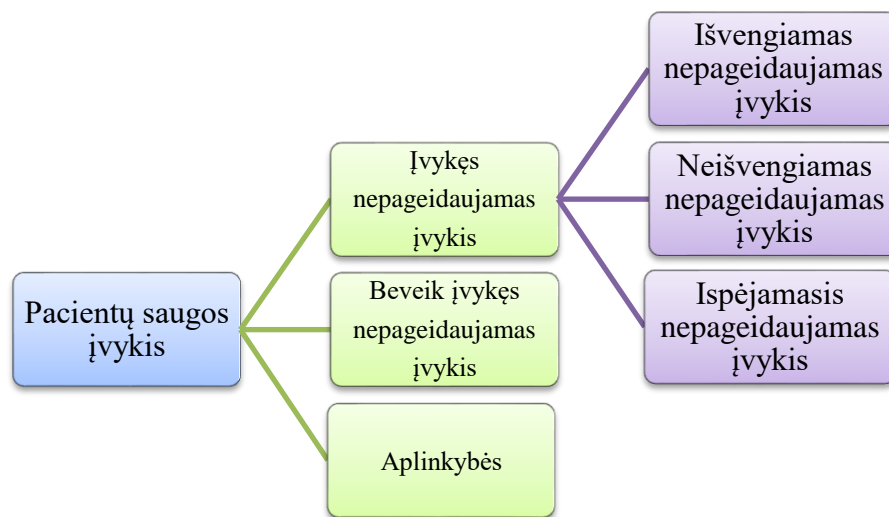 Pacientų saugos
įvykis
Įvykęs
nepageidaujamas
įvykis
Beveik įvykęs
nepageidaujamas
įvykis
Aplinkybės
Išvengiamas
nepageidaujamas
įvykis
Neišvengiamas
nepageidaujamas
įvykis
Ispėjamasis
nepageidaujamas
įvykis